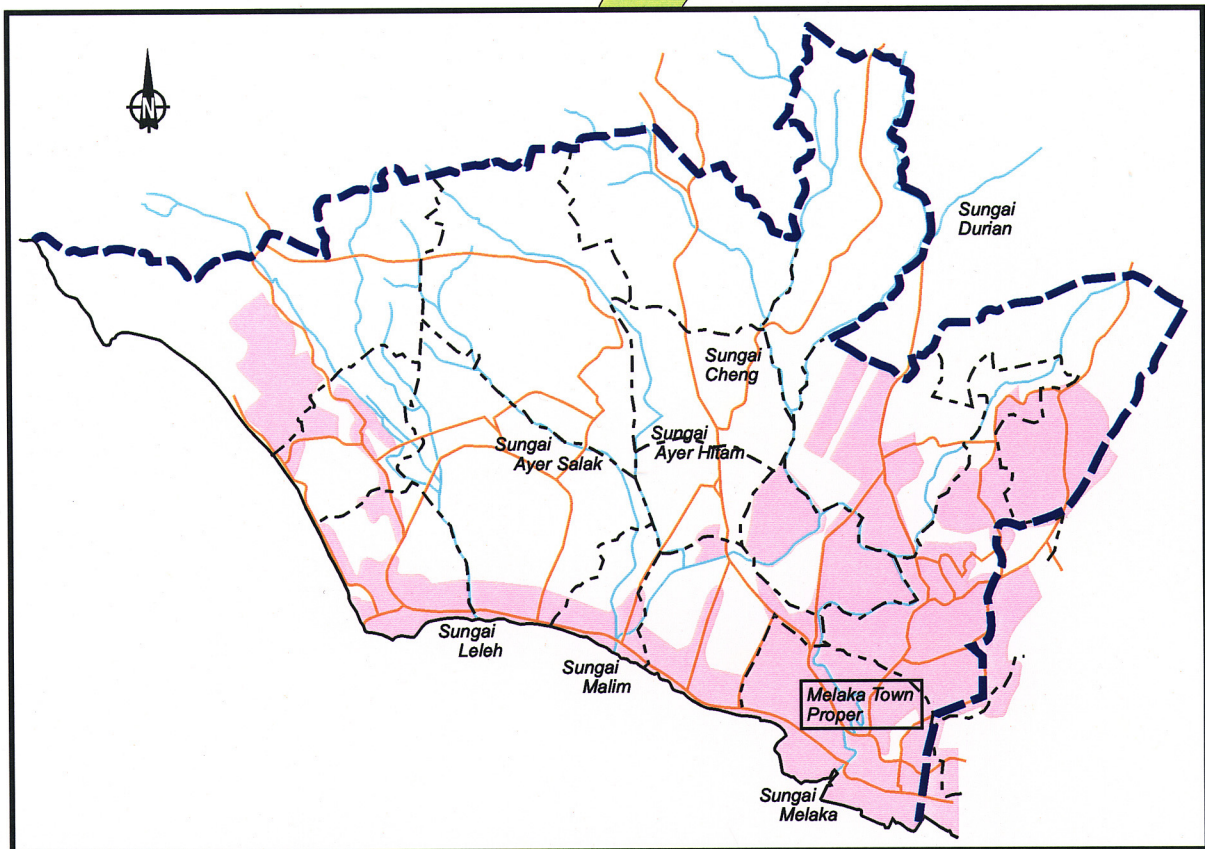 N
Sungai
Durian
Sungai
Cheng
Sungai
Ayer Salak
Sungai
Ayer Hitam
Sungai
Leleh
Sungai
Malim
Melaka Town
Proper
Sungai
Melaka